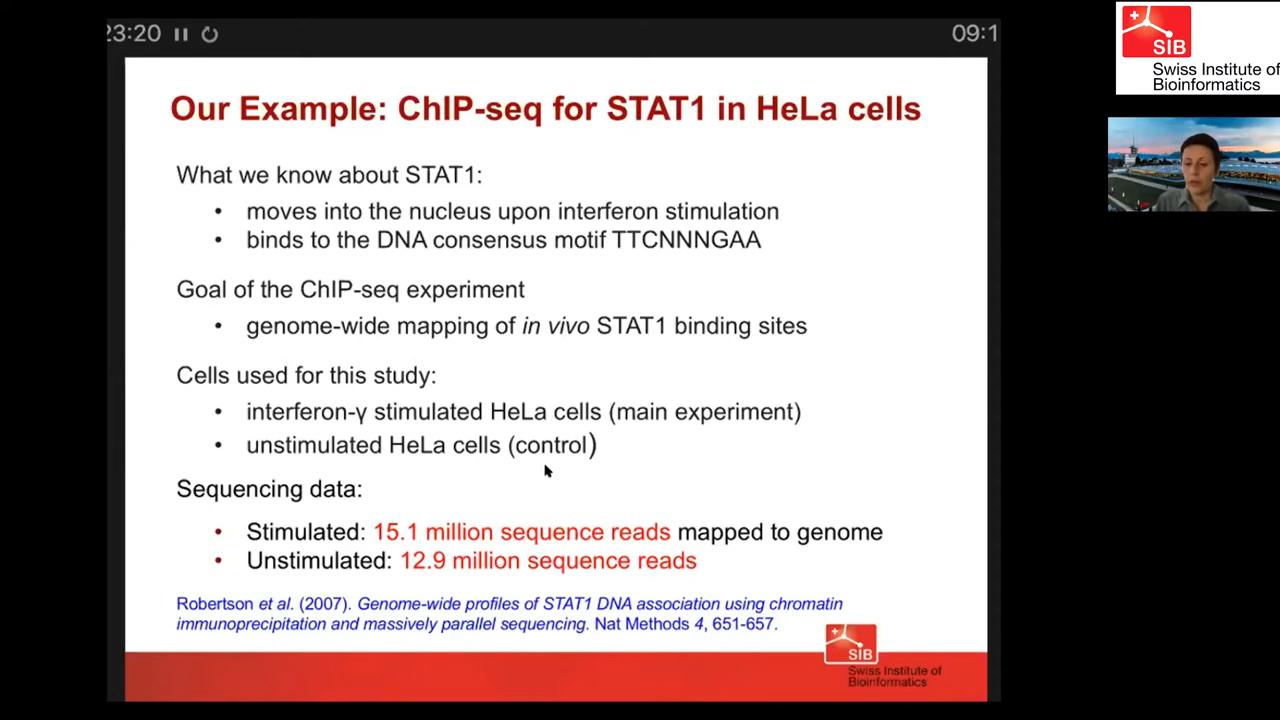 23:20
09:1
SIB
Swiss Institute of
Bioinformatics
Our Example: ChIP-seq for STAT1 in HeLa cells
What we know about STAT1:
• moves into the nucleus upon interferon stimulation
• binds to the DNA consensus motif TTCNNNGAA
Goal of the ChIP-seq experiment
• genome-wide mapping of in vivo STAT1 binding sites
Cells used for this study:
• interferon-γ stimulated HeLa cells (main experiment)
• unstimulated HeLa cells (control)
Sequencing data:
• Stimulated: 15.1 million sequence reads mapped to genome
• Unstimulated: 12.9 million sequence reads
Robertson et al. (2007). Genome-wide profiles of STAT1 DNA association using chromatin
immunoprecipitation and massively parallel sequencing. Nat Methods 4, 651-657.
SIB
Swiss Institute of
Bioinformatics